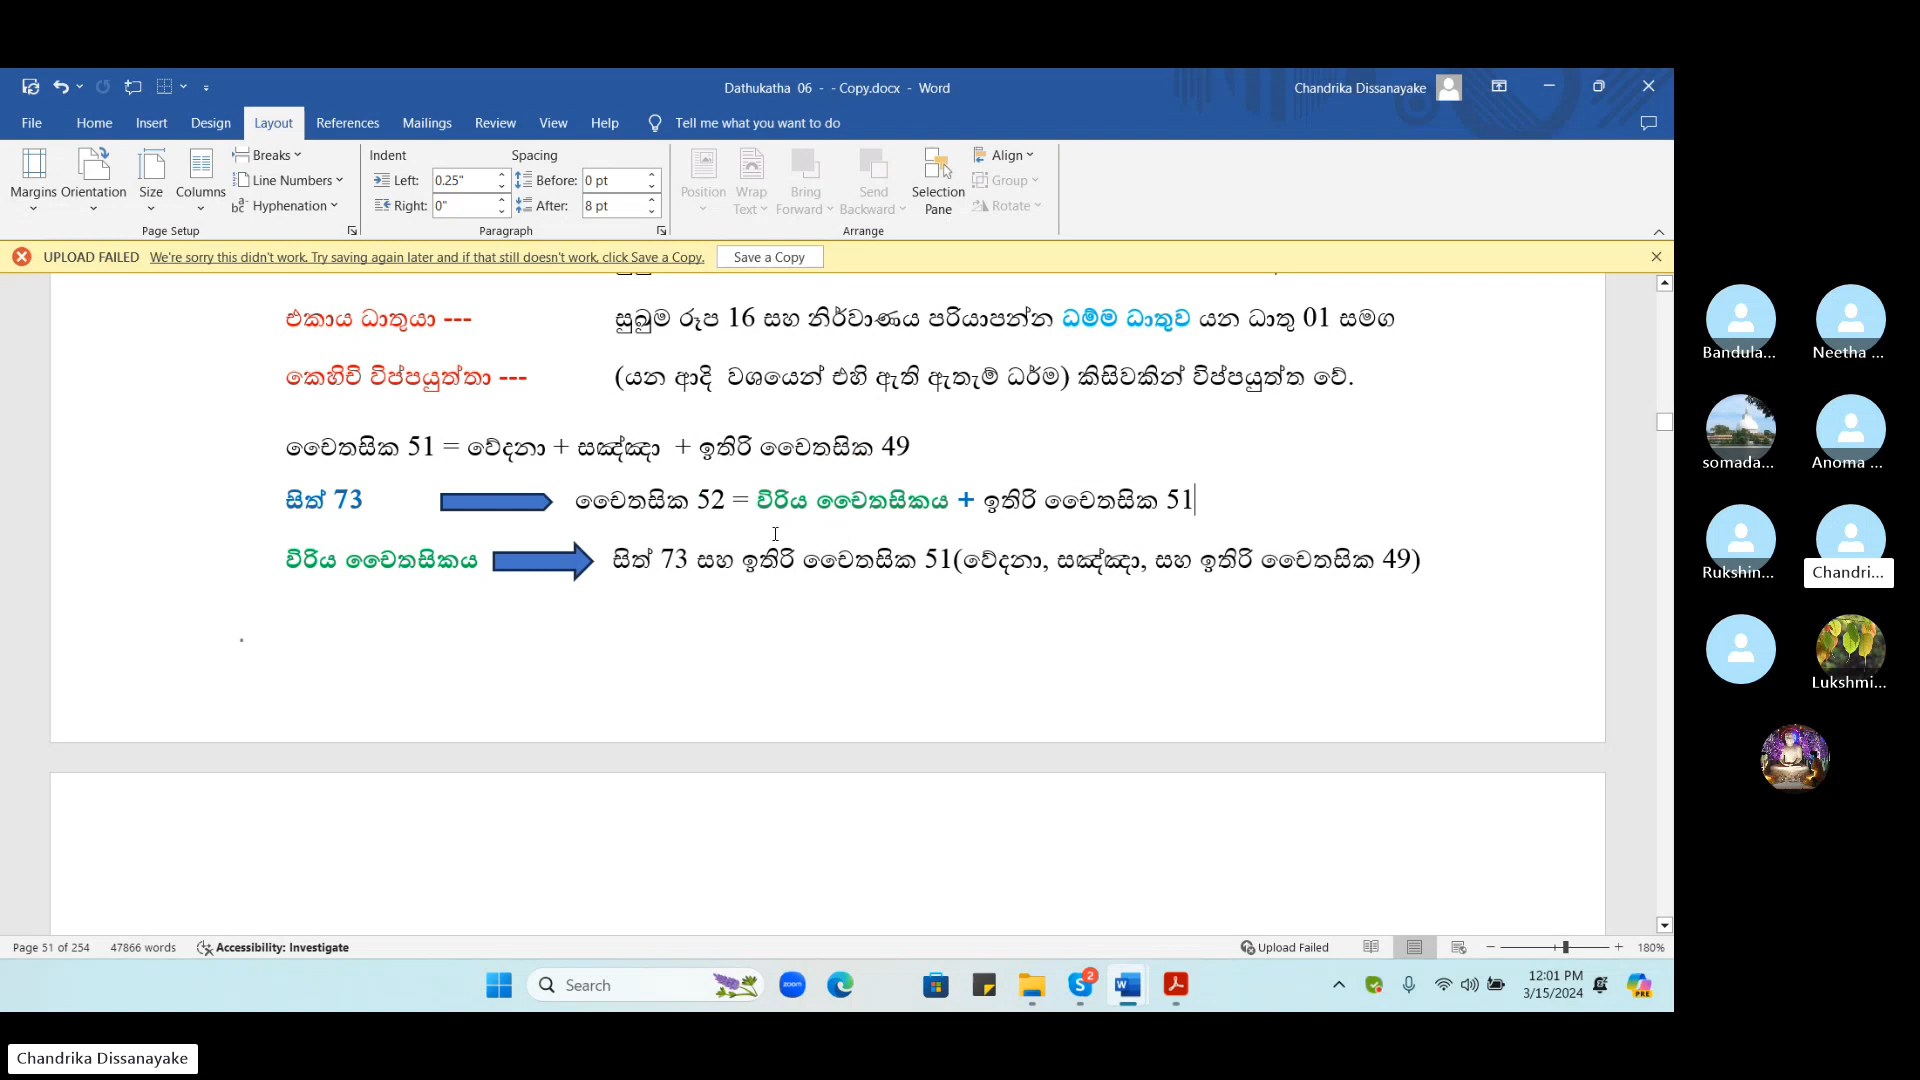 Dathukatha 06 - - Copy.docx - Word
Chandrika Dissanayake
File Home Insert Design Layout References Mailings Review View Help Tell me what you want to do
Margins Orientation Size Columns
Breaks
Line Numbers
Hyphenation
Page Setup
Indent Spacing
Left: 0.25" Before: 0 pt
Right: 0" After: 8 pt
Paragraph
Position Wrap Text Bring Forward Send Backward Selection Pane
Align
Group
Rotate
Arrange
UPLOAD FAILED We're sorry this didn't work. Try saving again later and if that still doesn't work, click Save a Copy. Save a Copy
එකාය ධාතුයා --- සුඛුම රූප 16 සහ නිර්වාණය පරියාපන්න ධම්ම ධාතුව යන ධාතු 01 සමග
කෙහිචි විප්පයුත්තා --- (යන ආදි වශයෙන් එහි ඇති ඇතැම් ධර්ම) කිසිවකින් විප්පයුත්ත වේ.
චෛතසික 51 = වේදනා + සඤ්ඤා + ඉතිරි චෛතසික 49
සිත් 73 චෛතසික 52 = විරිය චෛතසිකය + ඉතිරි චෛතසික 51
විරිය චෛතසිකය සිත් 73 සහ ඉතිරි චෛතසික 51(වේදනා, සඤ්ඤා, සහ ඉතිරි චෛතසික 49)
Page 51 of 254 47866 words Accessibility: Investigate Upload Failed 180%
Search
zoom
2
12:01 PM
3/15/2024
PRE
Bandula... Neetha ...
somada... Anoma ...
Rukshin... Chandri...
Lukshmi...
Chandrika Dissanayake